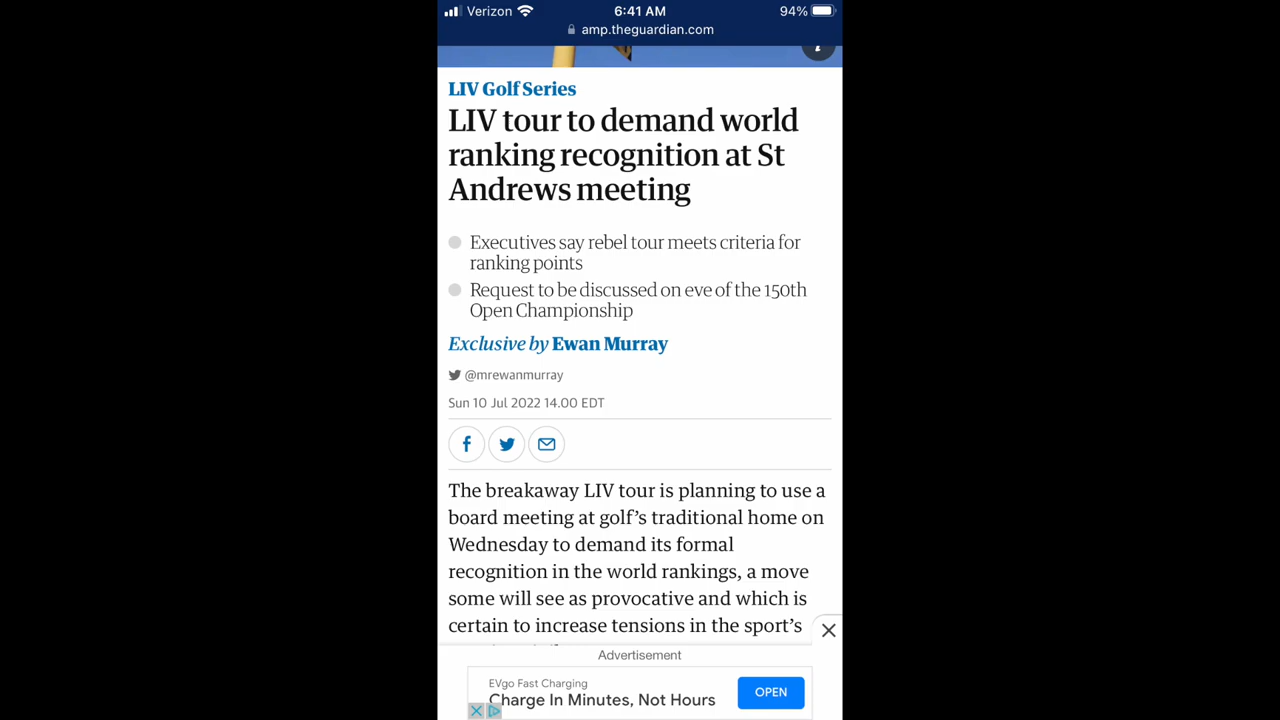 Verizon 6:41 AM 94%
amp.theguardian.com
LIV Golf Series
LIV tour to demand world
ranking recognition at St
Andrews meeting
Executives say rebel tour meets criteria for
ranking points
Request to be discussed on eve of the 150th
Open Championship
Exclusive by Ewan Murray
@mrewanmurray
Sun 10 Jul 2022 14.00 EDT
The breakaway LIV tour is planning to use a
board meeting at golf’s traditional home on
Wednesday to demand its formal
recognition in the world rankings, a move
some will see as provocative and which is
certain to increase tensions in the sport’s
Advertisement
EVgo Fast Charging
Charge In Minutes, Not Hours
OPEN